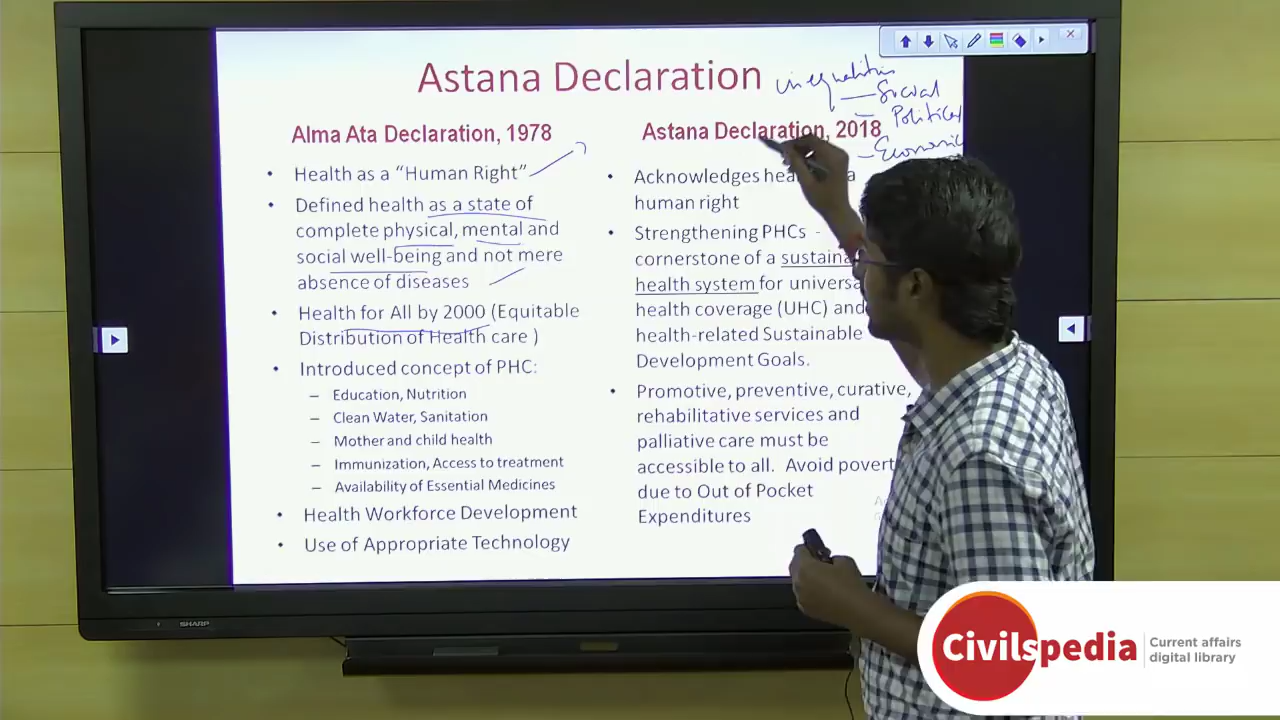 Astana Declaration
inequalities
Social
Political
Economic
Alma Ata Declaration, 1978
• Health as a “Human Right”
• Defined health as a state of
complete physical, mental and
social well-being and not mere
absence of diseases
• Health for All by 2000 (Equitable
Distribution of Health care )
• Introduced concept of PHC:
– Education, Nutrition
– Clean Water, Sanitation
– Mother and child health
– Immunization, Access to treatment
– Availability of Essential Medicines
• Health Workforce Development
• Use of Appropriate Technology
Astana Declaration, 2018
• Acknowledges hea a
human right
• Strengthening PHCs -
cornerstone of a sustaina
health system for universa
health coverage (UHC) and
health-related Sustainable
Development Goals.
• Promotive, preventive, curative,
rehabilitative services and
palliative care must be
accessible to all. Avoid povert
due to Out of Pocket
Expenditures
SHARP
Civilspedia
Current affairs
digital library